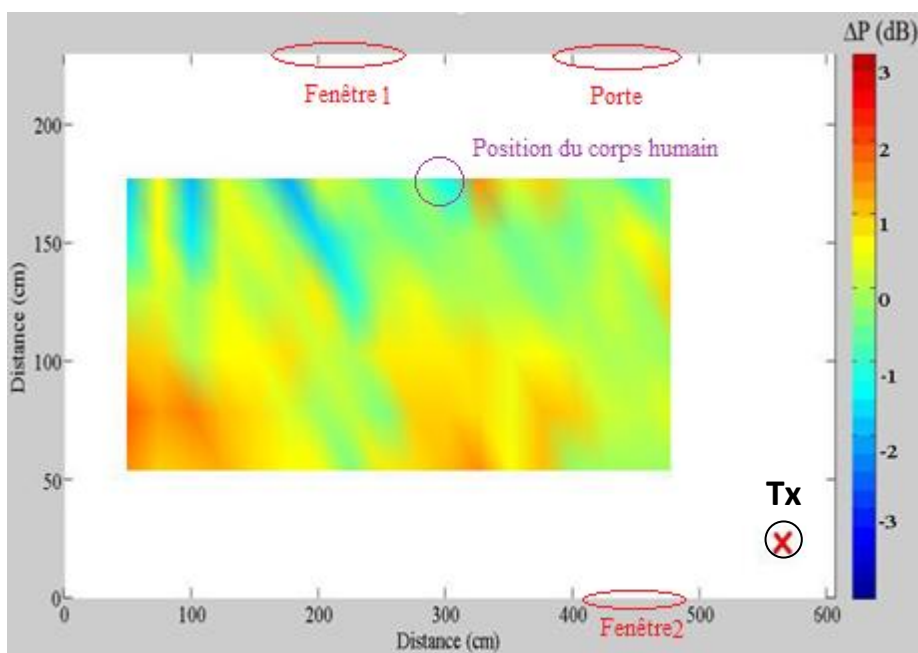 ΔP (dB)
Fenêtre 1
Porte
Position du corps humain
Distance (cm)
200
150
100
50
0
3
2
1
0
-1
-2
-3
Tx
X
0
100
200
300
400
500
600
Distance (cm)
Fenêtre2